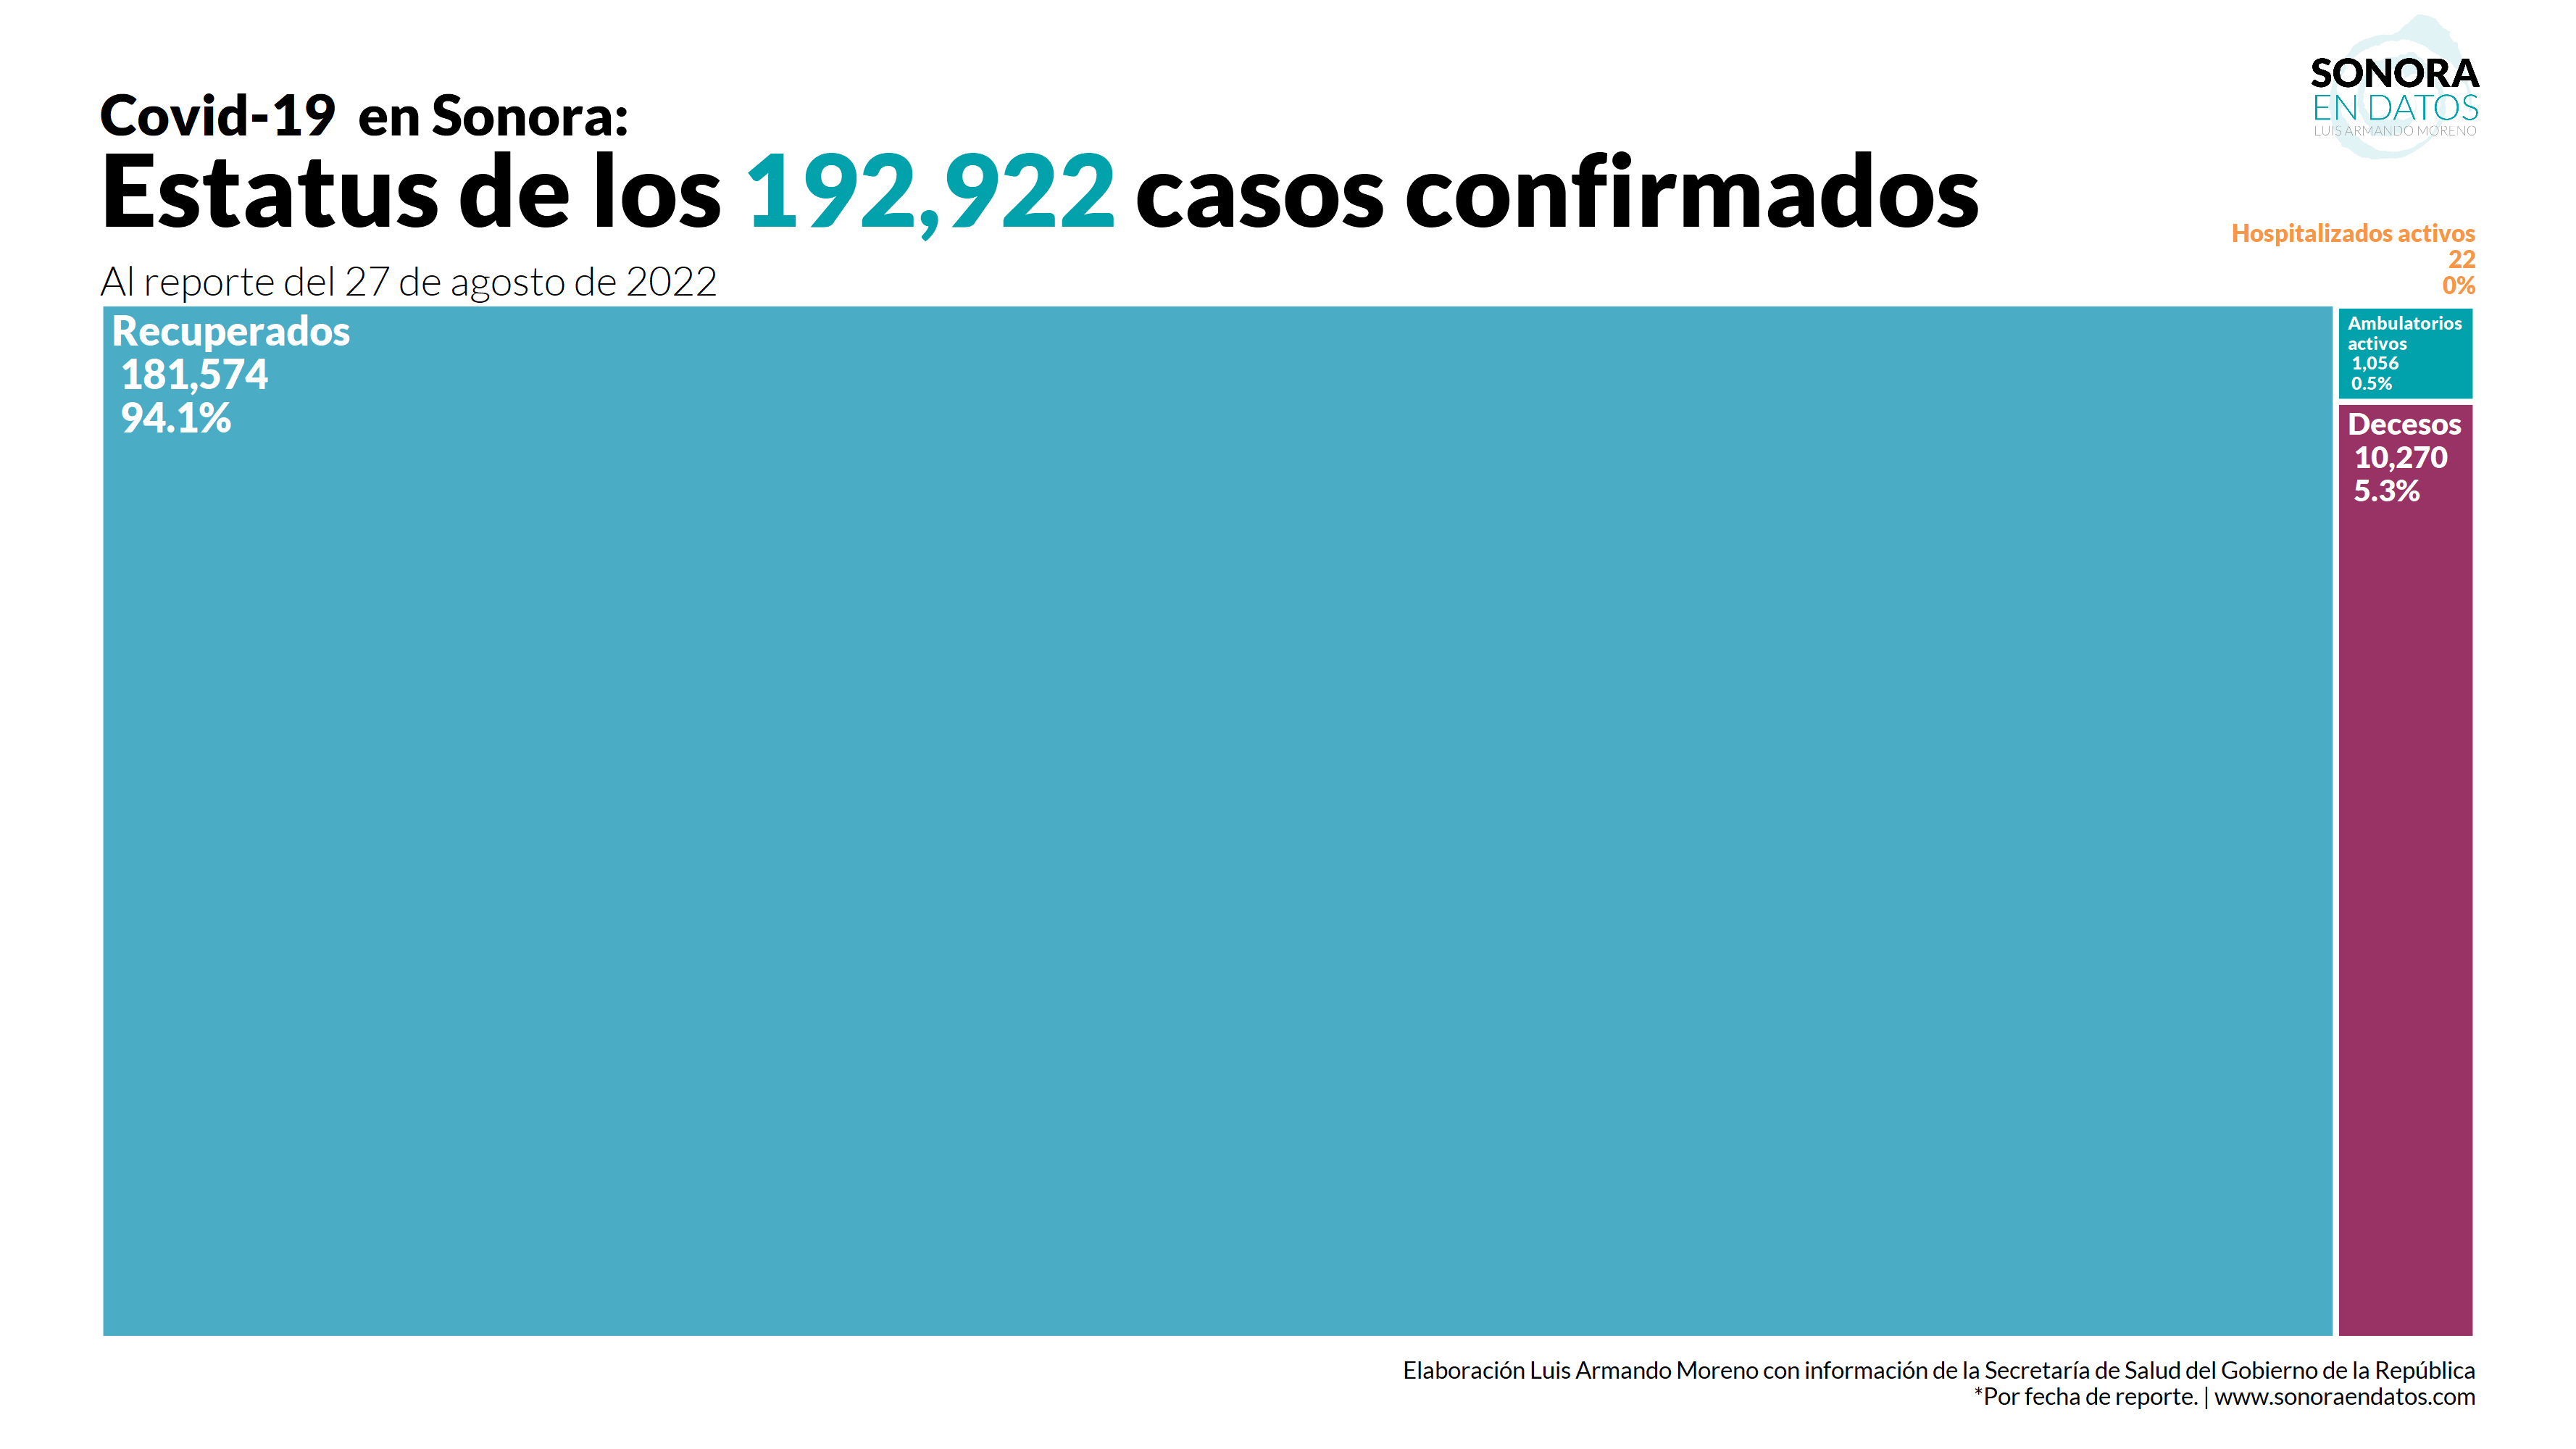 SONORA
EN DATOS
LUIS ARMANDO MORENO
Covid-19 en Sonora:
Estatus de los 192,922 casos confirmados
Al reporte del 27 de agosto de 2022
Hospitalizados activos
22
0%
Recuperados
181,574
94.1%
Ambulatorios
activos
1,056
0.5%
Decesos
10,270
5.3%
Elaboración Luis Armando Moreno con información de la Secretaría de Salud del Gobierno de la República
*Por fecha de reporte. | www.sonoraendatos.com